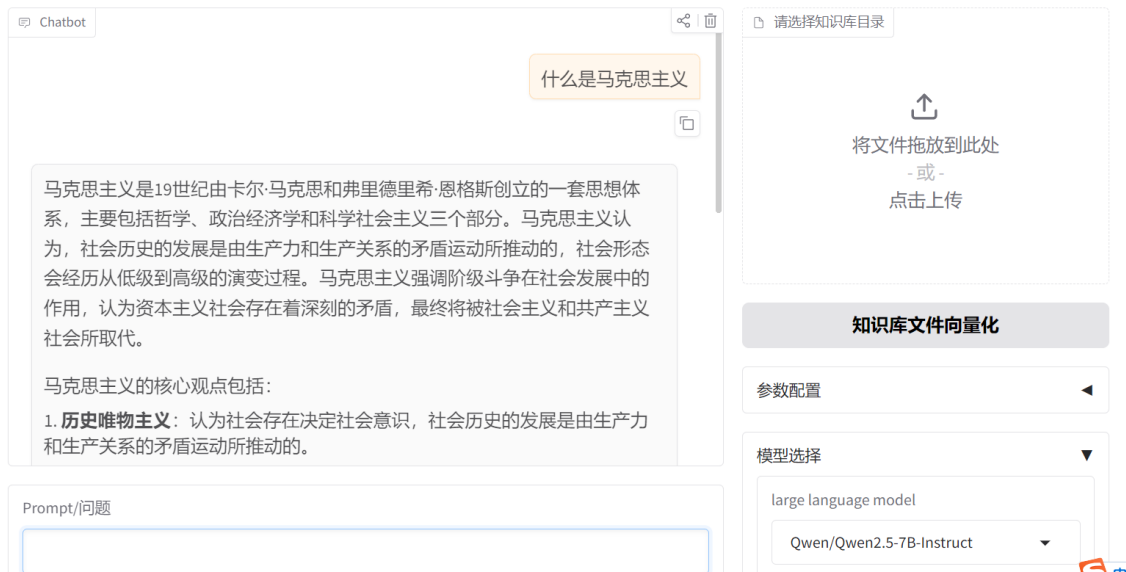 Chatbot
什么是马克思主义
马克思主义是19世纪由卡尔·马克思和弗里德里希·恩格斯创立的一套思想体
系，主要包括哲学、政治经济学和科学社会主义三个部分。马克思主义认
为，社会历史的发展是由生产力和生产关系的矛盾运动所推动的，社会形态
会经历从低级到高级的演变过程。马克思主义强调阶级斗争在社会发展中的
作用，认为资本主义社会存在着深刻的矛盾，最终将被社会主义和共产主义
社会所取代。
马克思主义的核心观点包括：
1. 历史唯物主义：认为社会存在决定社会意识，社会历史的发展是由生产力
和生产关系的矛盾运动所推动的。
Prompt/问题
请选择知识库目录
将文件拖放到此处
- 或 -
点击上传
知识库文件向量化
参数配置
模型选择
large language model
Qwen/Qwen2.5-7B-Instruct